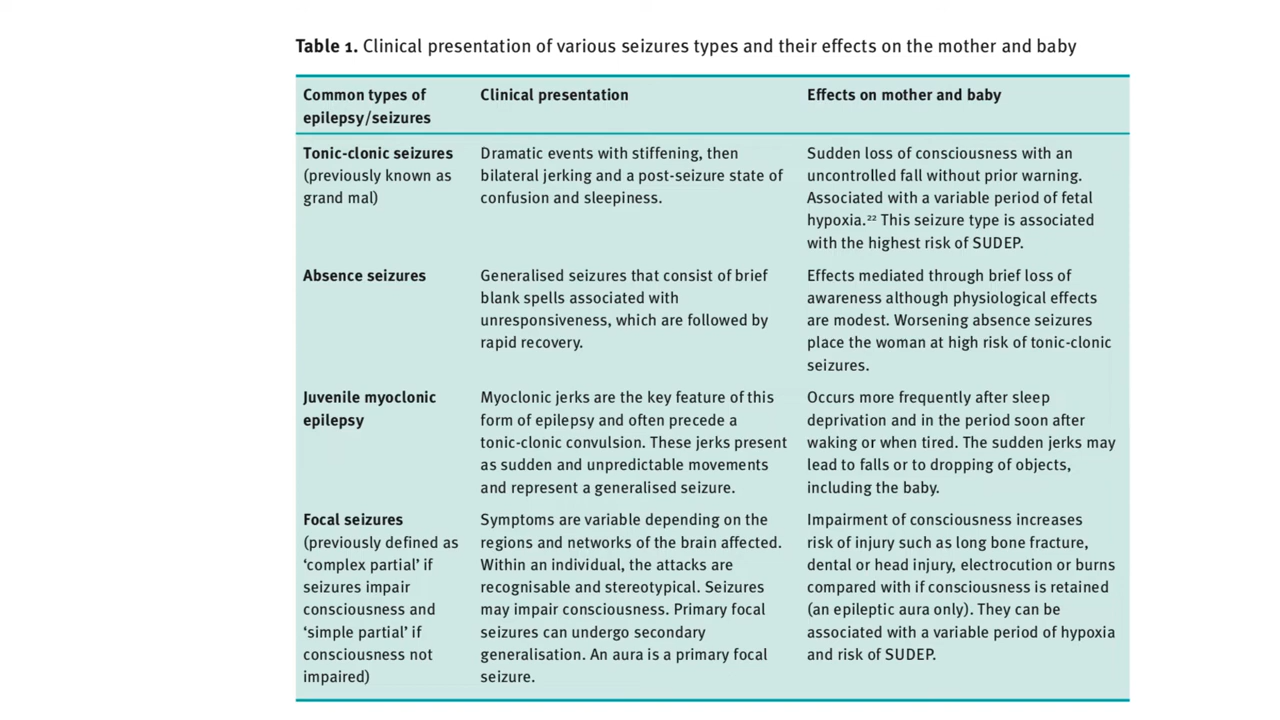 Table 1. Clinical presentation of various seizures types and their effects on the mother and baby
Common types of
epilepsy/seizures
Clinical presentation
Effects on mother and baby
Tonic-clonic seizures
(previously known as
grand mal)
Dramatic events with stiffening, then
bilateral jerking and a post-seizure state of
confusion and sleepiness.
Sudden loss of consciousness with an
uncontrolled fall without prior warning.
Associated with a variable period of fetal
hypoxia.²² This seizure type is associated
with the highest risk of SUDEP.
Absence seizures
Generalised seizures that consist of brief
blank spells associated with
unresponsiveness, which are followed by
rapid recovery.
Effects mediated through brief loss of
awareness although physiological effects
are modest. Worsening absence seizures
place the woman at high risk of tonic-clonic
seizures.
Juvenile myoclonic
epilepsy
Myoclonic jerks are the key feature of this
form of epilepsy and often precede a
tonic-clonic convulsion. These jerks present
as sudden and unpredictable movements
and represent a generalised seizure.
Occurs more frequently after sleep
deprivation and in the period soon after
waking or when tired. The sudden jerks may
lead to falls or to dropping of objects,
including the baby.
Focal seizures
(previously defined as
‘complex partial’ if
seizures impair
consciousness and
‘simple partial’ if
consciousness not
impaired)
Symptoms are variable depending on the
regions and networks of the brain affected.
Within an individual, the attacks are
recognisable and stereotypical. Seizures
may impair consciousness. Primary focal
seizures can undergo secondary
generalisation. An aura is a primary focal
seizure.
Impairment of consciousness increases
risk of injury such as long bone fracture,
dental or head injury, electrocution or burns
compared with if consciousness is retained
(an epileptic aura only). They can be
associated with a variable period of hypoxia
and risk of SUDEP.